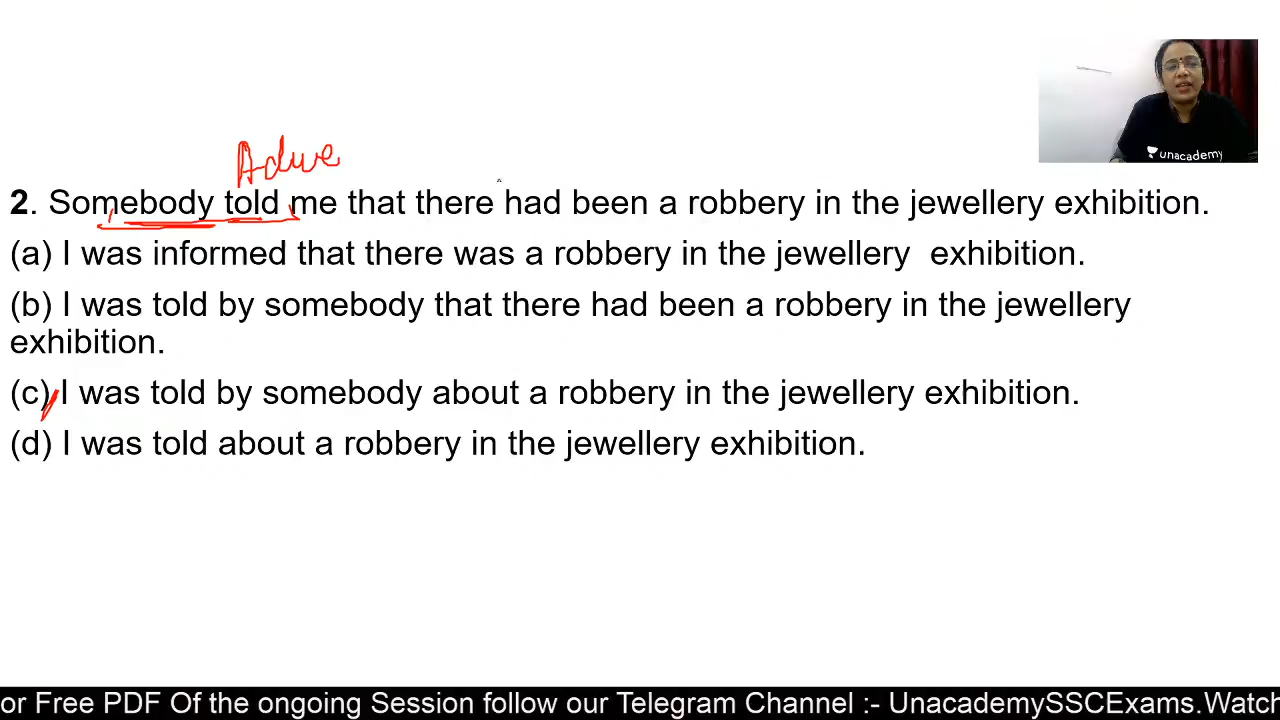 unacademy
Adve
2. Somebody told me that there had been a robbery in the jewellery exhibition.
(a) I was informed that there was a robbery in the jewellery  exhibition.
(b) I was told by somebody that there had been a robbery in the jewellery
exhibition.
(c) I was told by somebody about a robbery in the jewellery exhibition.
(d) I was told about a robbery in the jewellery exhibition.
or Free PDF Of the ongoing Session follow our Telegram Channel :- UnacademySSCExams.Watch